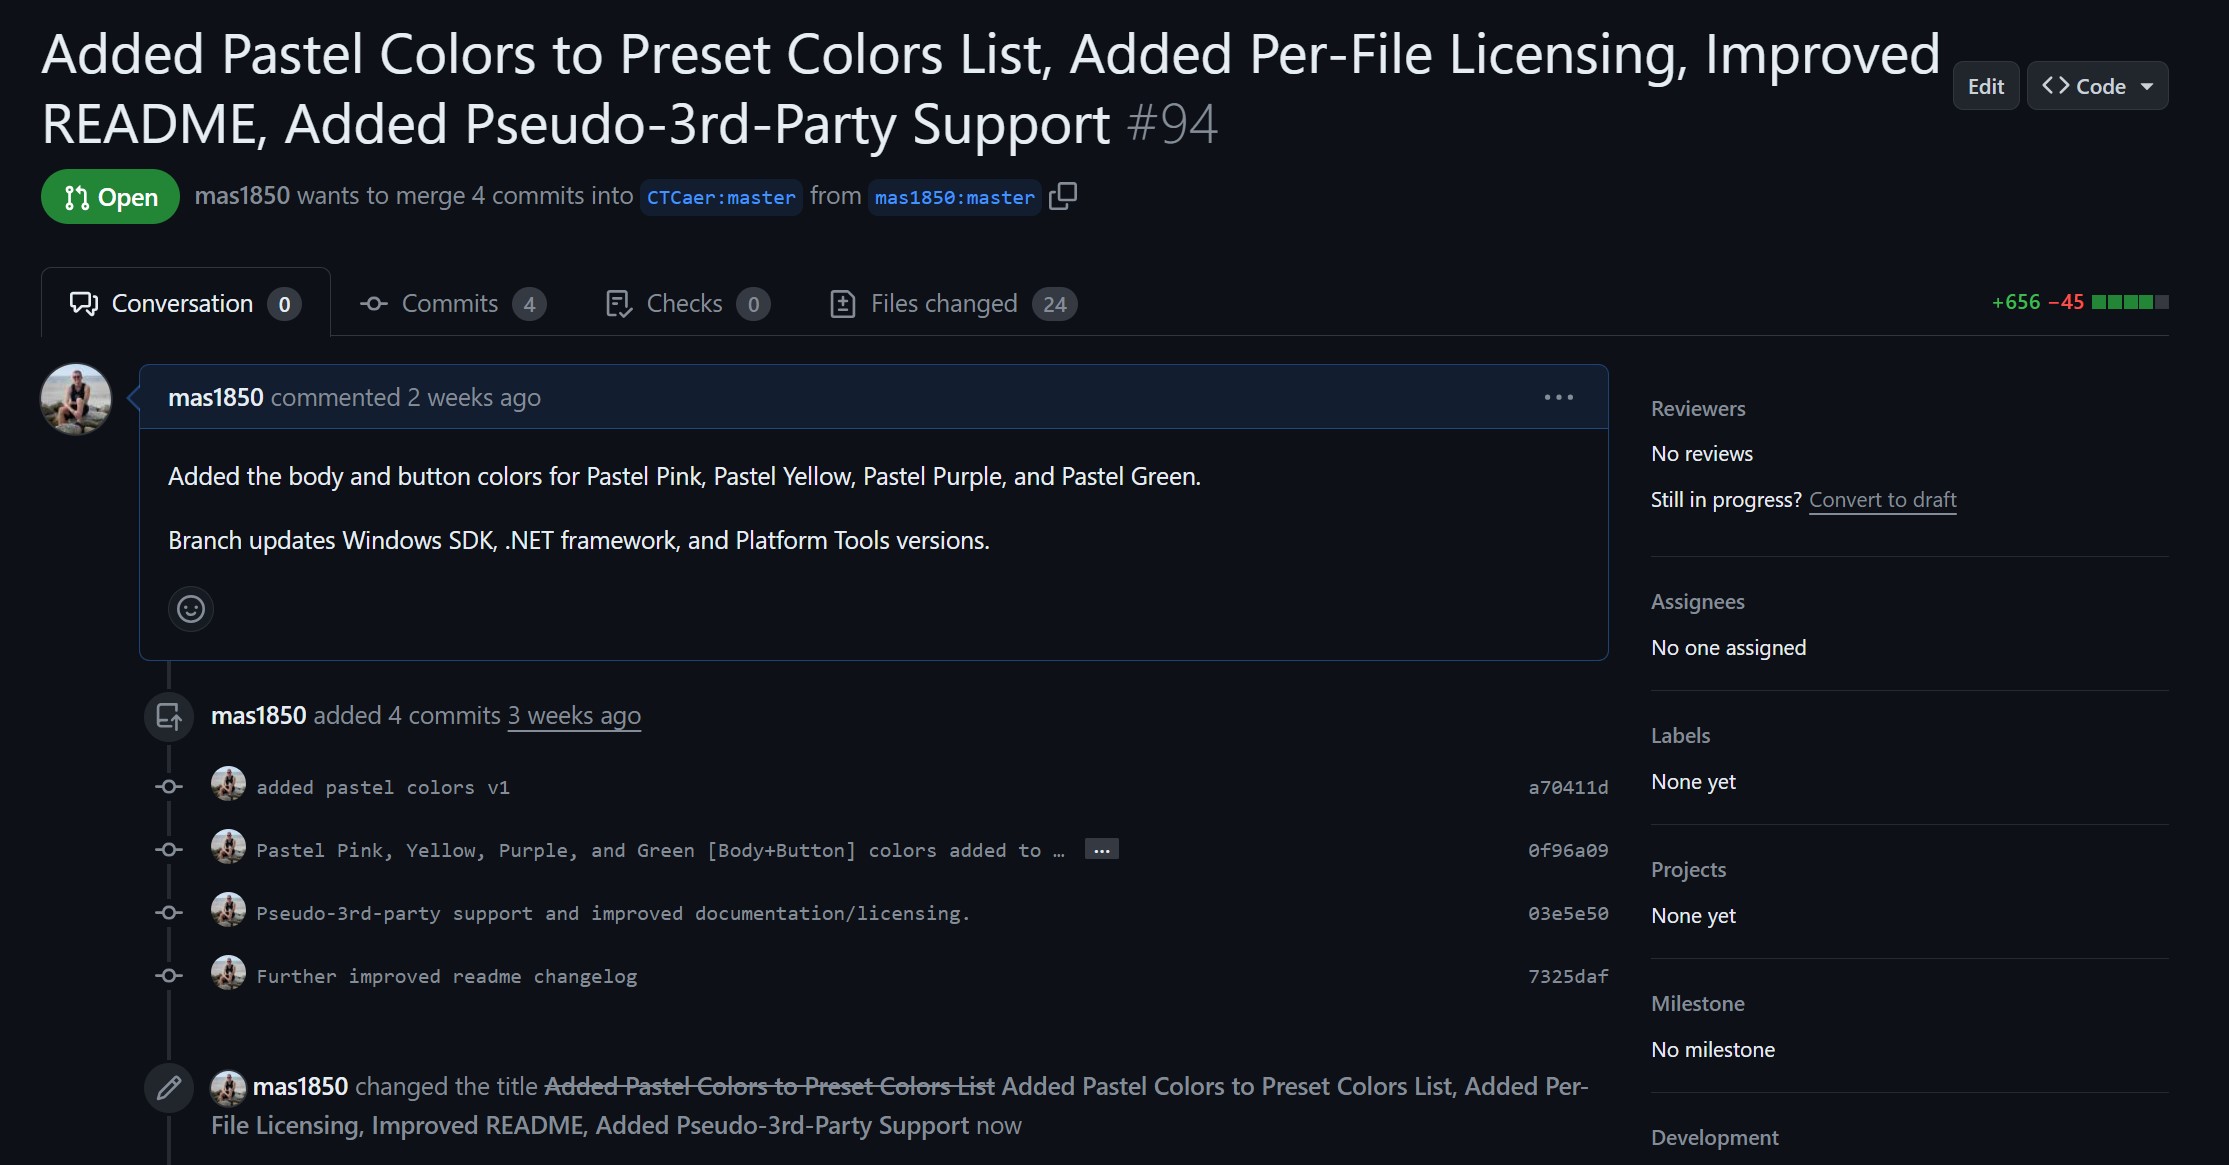 Added Pastel Colors to Preset Colors List, Added Per-File Licensing, Improved
README, Added Pseudo-3rd-Party Support #94
Edit
<> Code
Open
mas1850 wants to merge 4 commits into CTCaer:master from mas1850:master
Conversation 0
Commits 4
Checks 0
Files changed 24
+656 −45
mas1850 commented 2 weeks ago
...
Added the body and button colors for Pastel Pink, Pastel Yellow, Pastel Purple, and Pastel Green.
Branch updates Windows SDK, .NET framework, and Platform Tools versions.
mas1850 added 4 commits 3 weeks ago
added pastel colors v1 a70411d
Pastel Pink, Yellow, Purple, and Green [Body+Button] colors added to … ... 0f96a09
Pseudo-3rd-party support and improved documentation/licensing. 03e5e50
Further improved readme changelog 7325daf
mas1850 changed the title Added Pastel Colors to Preset Colors List Added Pastel Colors to Preset Colors List, Added Per-
File Licensing, Improved README, Added Pseudo-3rd-Party Support now
Reviewers
No reviews
Still in progress? Convert to draft
Assignees
No one assigned
Labels
None yet
Projects
None yet
Milestone
No milestone
Development